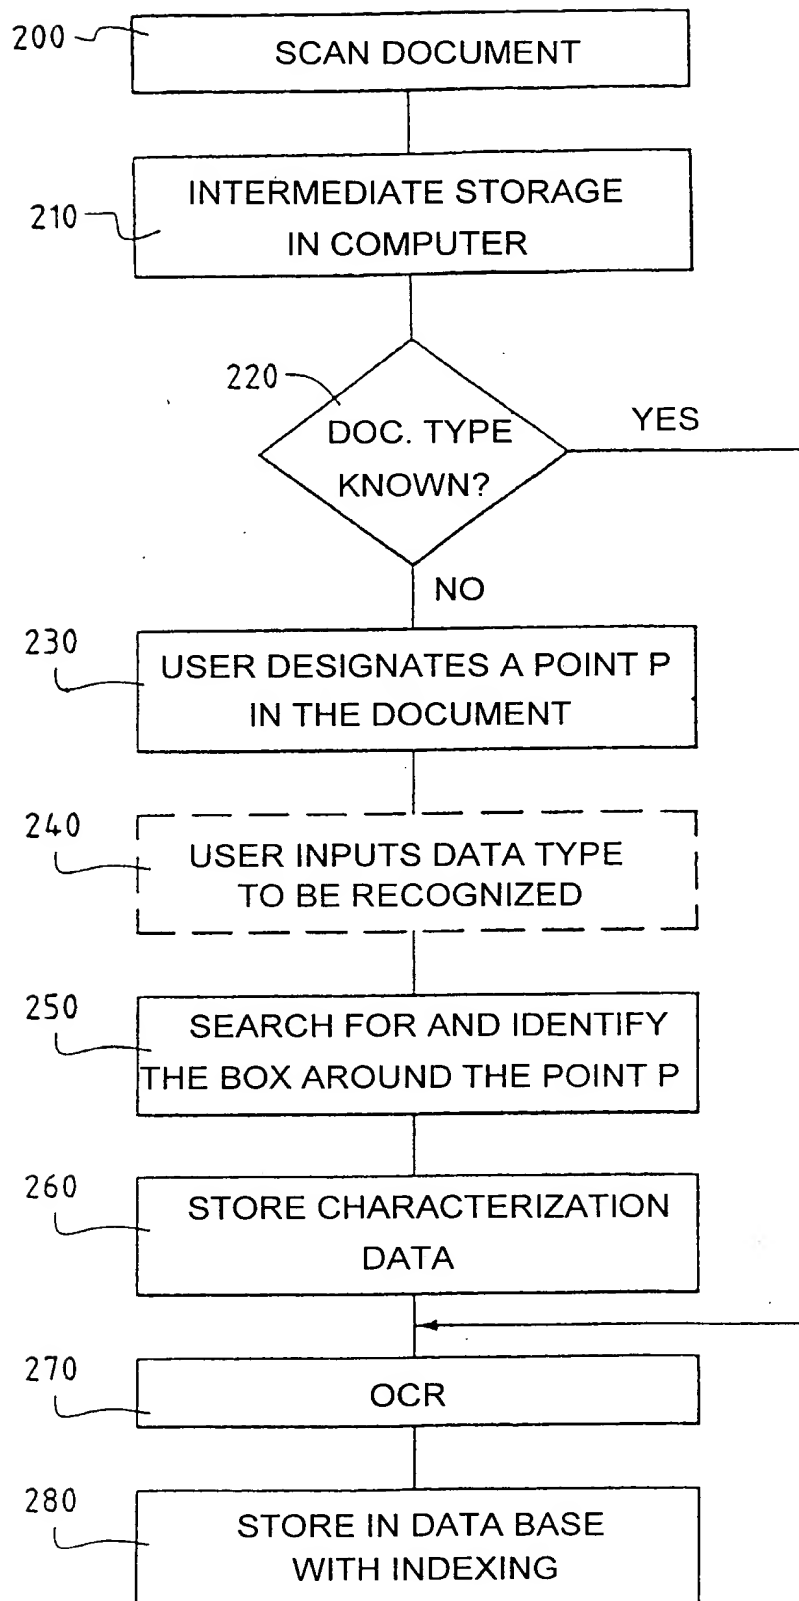 200
SCAN DOCUMENT
210
INTERMEDIATE STORAGE
IN COMPUTER
220
DOC. TYPE
KNOWN?
YES
NO
230
USER DESIGNATES A POINT P
IN THE DOCUMENT
240
USER INPUTS DATA TYPE
TO BE RECOGNIZED
250
SEARCH FOR AND IDENTIFY
THE BOX AROUND THE POINT P
260
STORE CHARACTERIZATION
DATA
270
OCR
280
STORE IN DATA BASE
WITH INDEXING